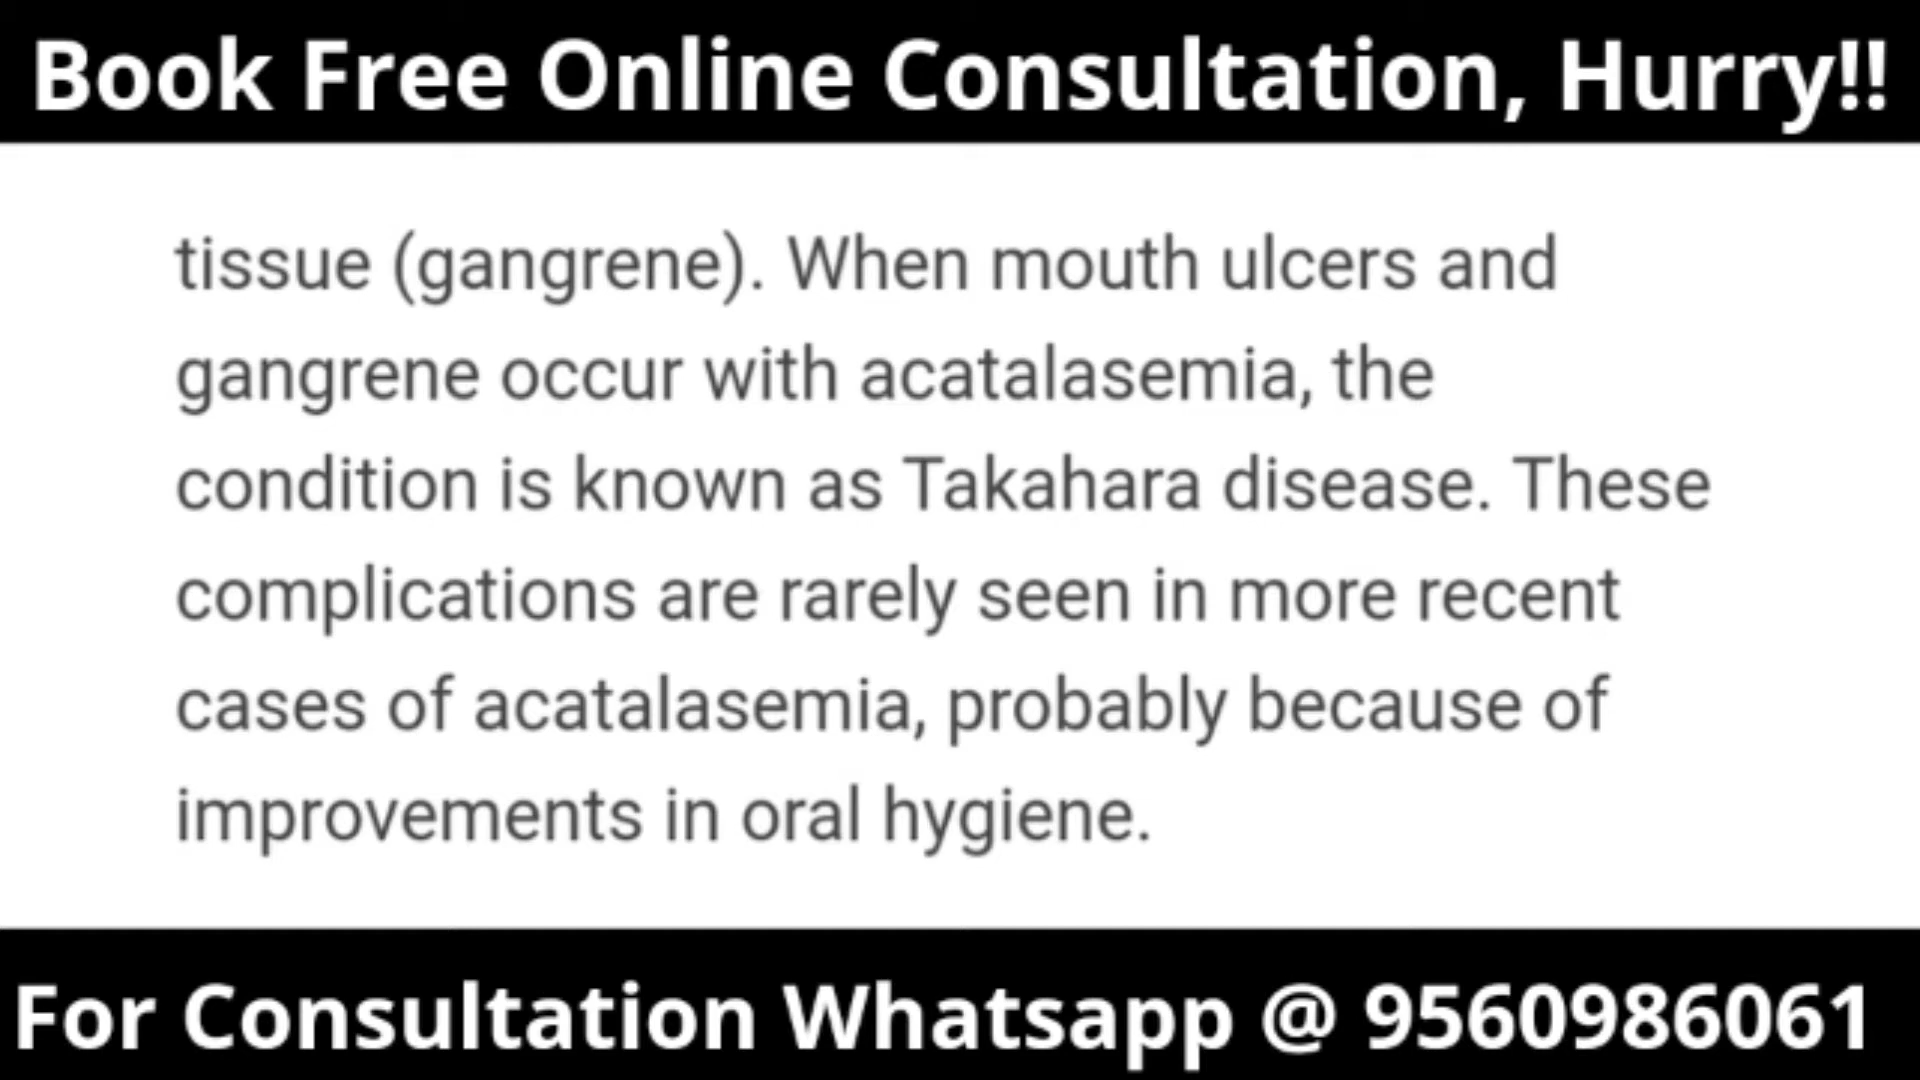 Book Free Online Consultation, Hurry!!
tissue (gangrene). When mouth ulcers and
gangrene occur with acatalasemia, the
condition is known as Takahara disease. These
complications are rarely seen in more recent
cases of acatalasemia, probably because of
improvements in oral hygiene.
For Consultation Whatsapp @ 9560986061